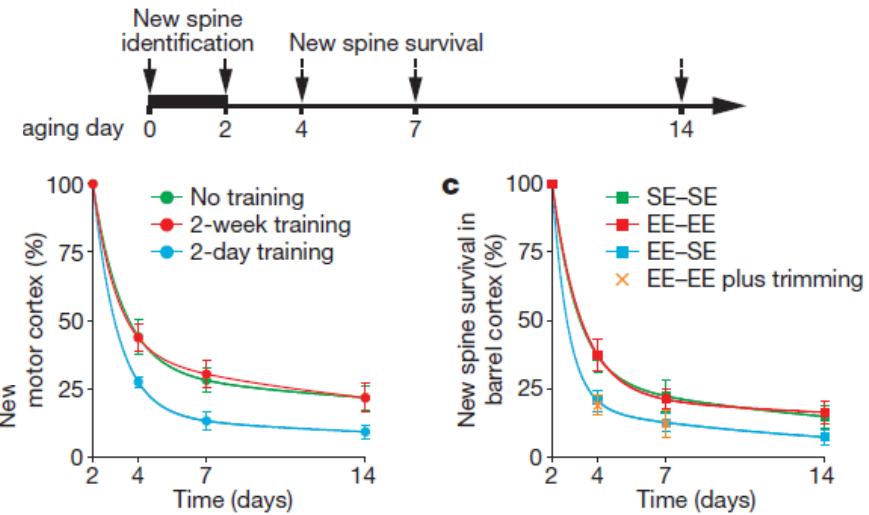 New spine
identification
New spine survival
aging day
0 2 4 7 14
New
motor cortex (%)
100
75
50
25
0
No training
2-week training
2-day training
2 4 7 14
Time (days)
c
New spine survival in
barrel cortex (%)
100
75
50
25
0
SE–SE
EE–EE
EE–SE
EE–EE plus trimming
2 4 7 14
Time (days)